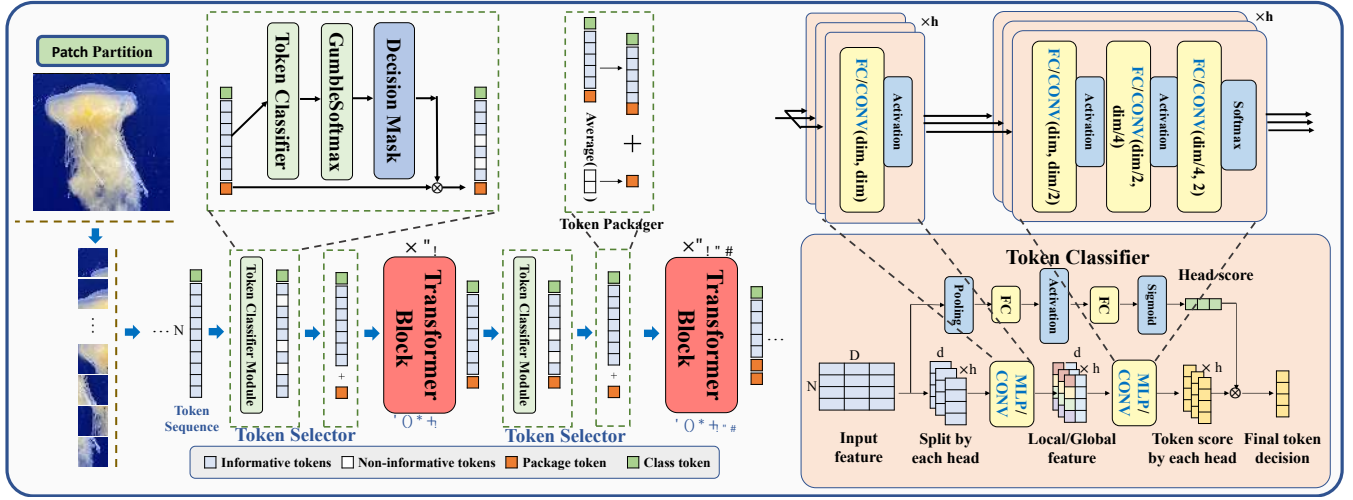 Patch Partition
Token Classifier
GumbleSoftmax
Decision Mask
⊗
Average( )
+
Token Packager
··· N
Token
Sequence
Token Classifier Module
+
Token Selector
× "!
Transformer
Block
' () * +!
Token Classifier Module
+
Token Selector
× "! " #
Transformer
Block
' () * +! " #
···
Informative tokens
Non-informative tokens
Package token
Class token
×h
FC/CONV(dim, dim)
Activation
×h
FC/CONV(dim, dim/2)
Activation
FC/CONV(dim/2,
dim/4)
Activation
FC/CONV(dim/4, 2)
Softmax
Token Classifier
Pooling
FC
Activation
FC
Sigmoid
Head score
D
N
d
×h
MLP/
CONV
d
× h
MLP/
CONV
× h
⊗
Input
feature
Split by
each head
Local/Global
feature
Token score
by each head
Final token
decision